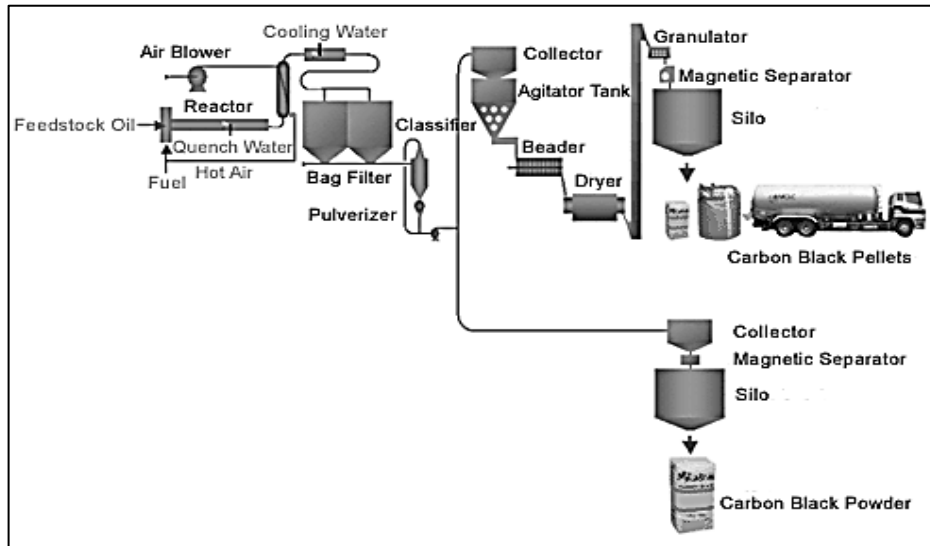 Cooling Water
Air Blower
Reactor
Feedstock Oil
Quench Water
Hot Air
Fuel
Bag Filter
Classifier
Pulverizer
Collector
Agitator Tank
Beader
Dryer
Granulator
Magnetic Separator
Silo
Carbon Black Pellets
Collector
Magnetic Separator
Silo
Carbon Black Powder